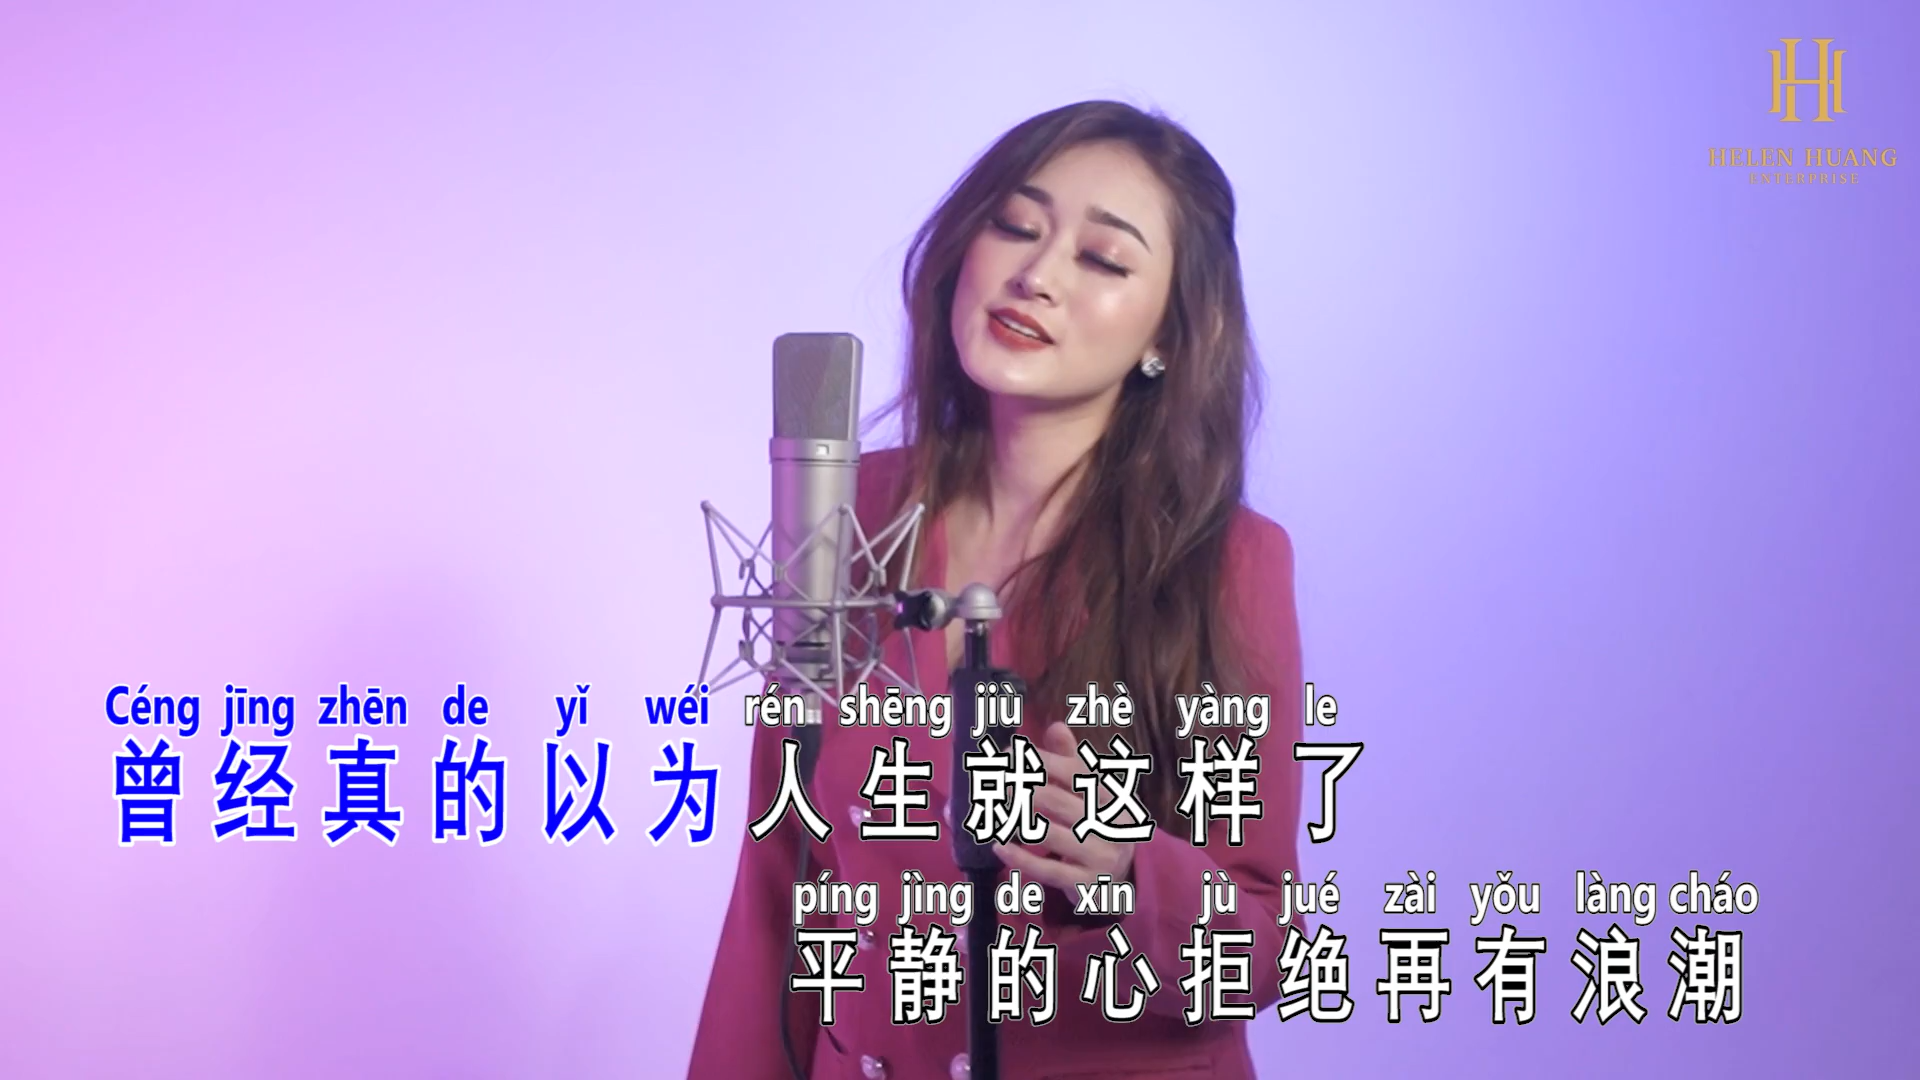 HELEN HUANG
ENTERPRISE
Céng jīng zhēn de yǐ wéi rén shēng jiù zhè yàng le
曾经真的以为人生就这样了
píng jìng de xīn jù jué zài yǒu làng cháo
平静的心拒绝再有浪潮